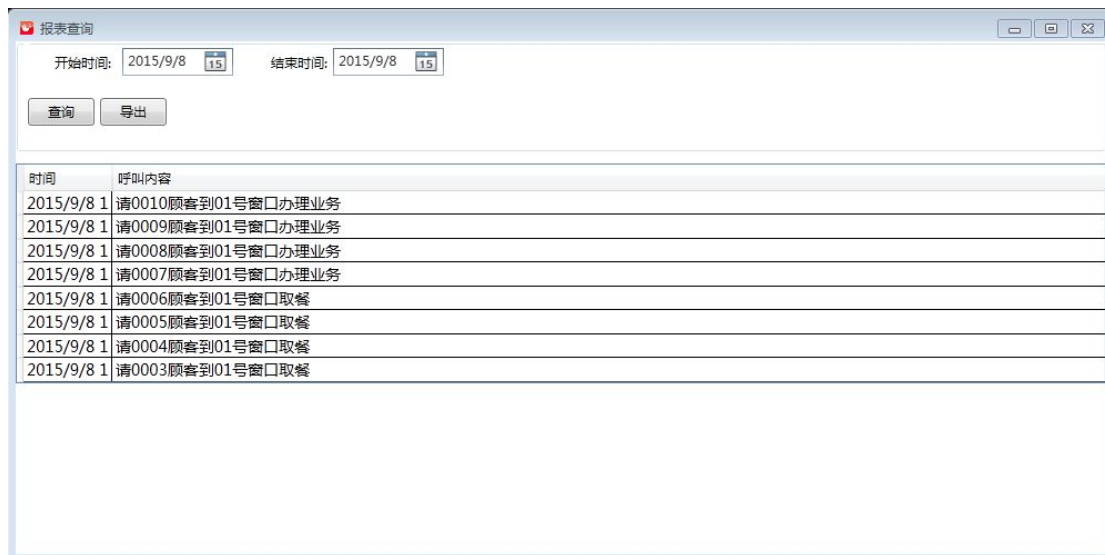 报表查询
开始时间: 2015/9/8 15 结束时间: 2015/9/8 15
查询 导出
时间 呼叫内容
2015/9/8 1 请0010顾客到01号窗口办理业务
2015/9/8 1 请0009顾客到01号窗口办理业务
2015/9/8 1 请0008顾客到01号窗口办理业务
2015/9/8 1 请0007顾客到01号窗口办理业务
2015/9/8 1 请0006顾客到01号窗口取餐
2015/9/8 1 请0005顾客到01号窗口取餐
2015/9/8 1 请0004顾客到01号窗口取餐
2015/9/8 1 请0003顾客到01号窗口取餐